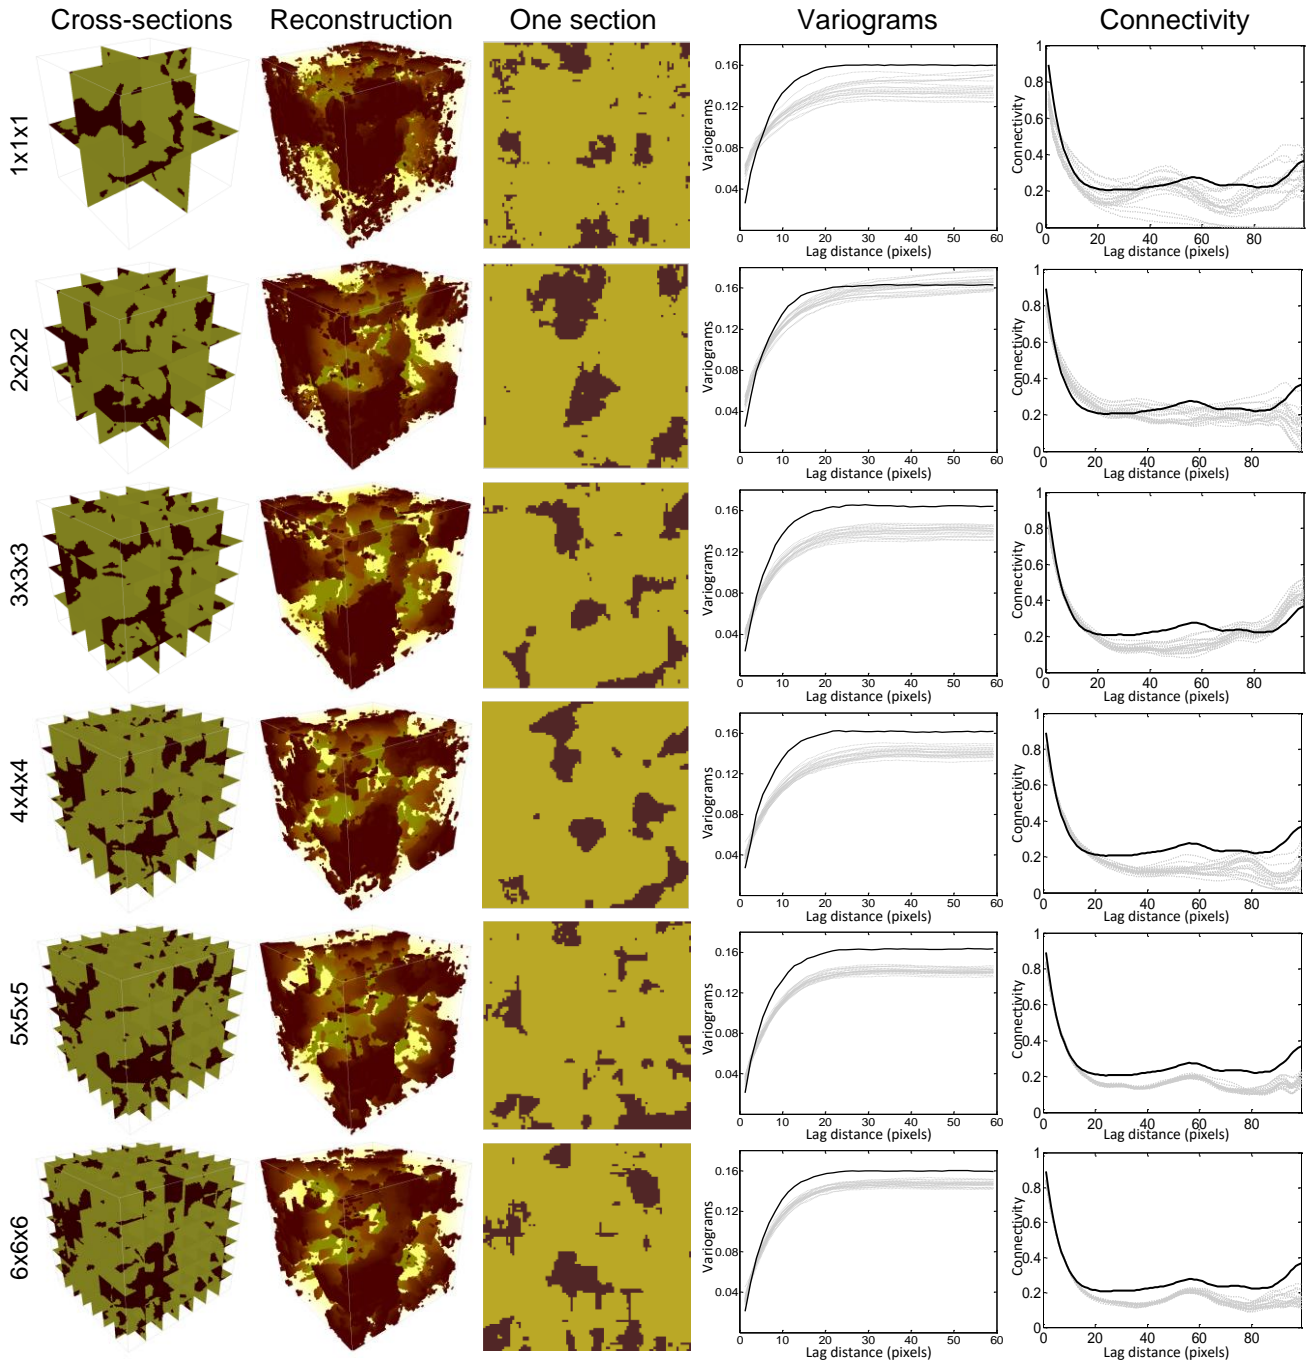 Cross-sections Reconstruction One section Variograms Connectivity
1x1x1
Variograms
0.16
0.12
0.08
0.04
0 10 20 30 40 50 60
Lag distance (pixels)
Connectivity
1
0.8
0.6
0.4
0.2
0
20 40 60 80
Lag distance (pixels)
2x2x2
Variograms
0.16
0.12
0.08
0.04
0 10 20 30 40 50 60
Lag distance (pixels)
Connectivity
1
0.8
0.6
0.4
0.2
0
0 20 40 60 80
Lag distance (pixels)
3x3x3
Variograms
0.16
0.12
0.08
0.04
0 10 20 30 40 50 60
Lag distance (pixels)
Connectivity
1
0.8
0.6
0.4
0.2
0
0 20 40 60 80
Lag distance (pixels)
4x4x4
Variograms
0.16
0.12
0.08
0.04
0 10 20 30 40 50 60
Lag distance (pixels)
Connectivity
1
0.8
0.6
0.4
0.2
0
0 20 40 60 80
Lag distance (pixels)
5x5x5
Variograms
0.16
0.12
0.08
0.04
0 10 20 30 40 50 60
Lag distance (pixels)
Connectivity
1
0.8
0.6
0.4
0.2
0
0 20 40 60 80
Lag distance (pixels)
6x6x6
Variograms
0.16
0.12
0.08
0.04
0 10 20 30 40 50 60
Lag distance (pixels)
Connectivity
1
0.8
0.6
0.4
0.2
0
0 20 40 60 80
Lag distance (pixels)